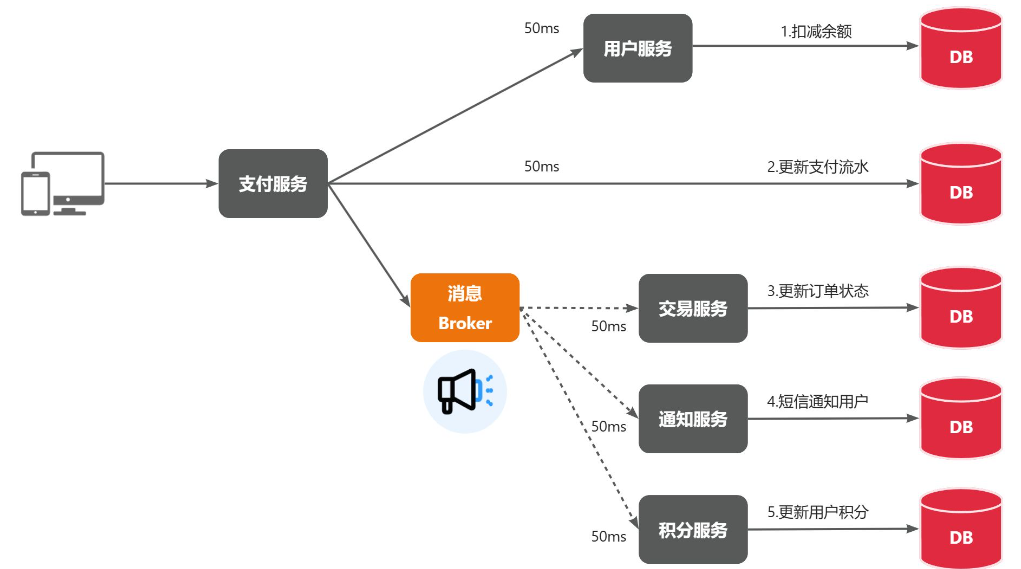 50ms
用户服务
1.扣减余额
DB
支付服务
50ms
2.更新支付流水
DB
消息
Broker
50ms
交易服务
3.更新订单状态
DB
50ms
通知服务
4.短信通知用户
DB
50ms
积分服务
5.更新用户积分
DB